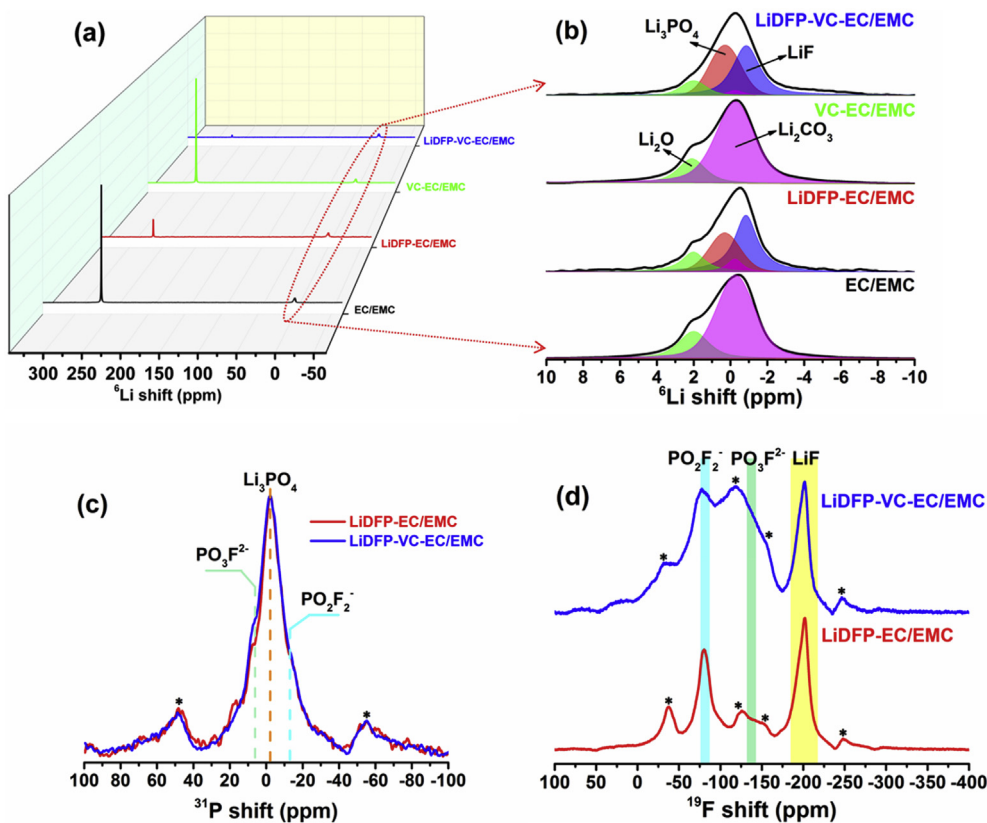 (a)
LiDFP-VC-EC/EMC
VC-EC/EMC
LiDFP-EC/EMC
EC/EMC
300 250 200 150 100 50 0 -50
⁶Li shift (ppm)
(b)
Li₃PO₄
LiDFP-VC-EC/EMC
LiF
VC-EC/EMC
Li₂O
Li₂CO₃
LiDFP-EC/EMC
EC/EMC
10 8 6 4 2 0 -2 -4 -6 -8 -10
⁶Li shift (ppm)
(c)
Li₃PO₄
LiDFP-EC/EMC
LiDFP-VC-EC/EMC
PO₃F²⁻
PO₂F₂⁻
* *
100 80 60 40 20 0 -20 -40 -60 -80 -100
³¹P shift (ppm)
(d)
PO₂F₂⁻ PO₃F²⁻ LiF
LiDFP-VC-EC/EMC
* * * *
LiDFP-EC/EMC
* * * *
100 50 0 -50 -100 -150 -200 -250 -300 -350 -400
¹⁹F shift (ppm)